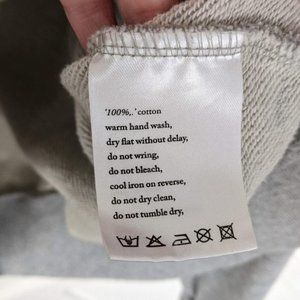 '100%,.' cotton
warm hand wash,
dry flat without delay,
do not wring,
do not bleach,
cool iron on reverse,
do not dry clean,
do not tumble dry,